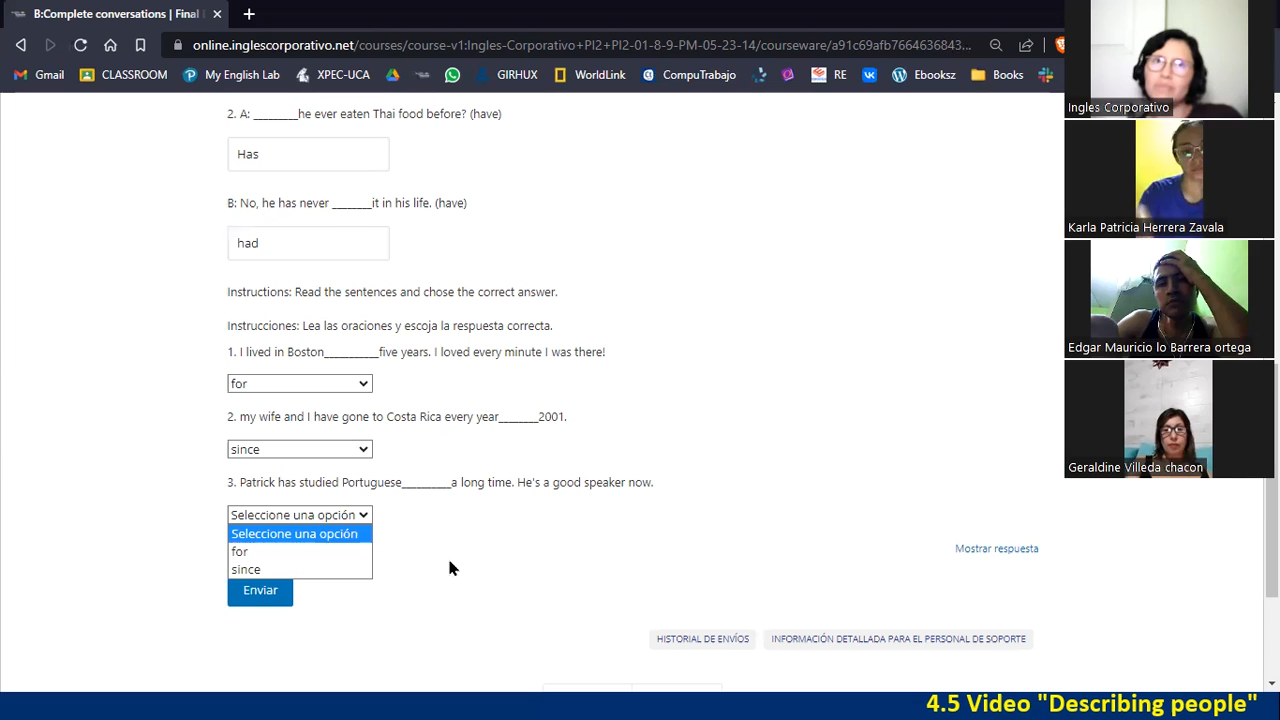 B:Complete conversations | Final
online.inglescorporativo.net/courses/course-v1:Ingles-Corporativo+PI2+PI2-01-8-9-PM-05-23-14/courseware/a91c69afb7664636843...
Gmail CLASSROOM My English Lab XPEC-UCA GIRHUX WorldLink CompuTrabajo RE WordPress Ebooksz Books
2. A: ________he ever eaten Thai food before? (have)
Has
B: No, he has never _______it in his life. (have)
had
Instructions: Read the sentences and chose the correct answer.
Instrucciones: Lea las oraciones y escoja la respuesta correcta.
1. I lived in Boston__________five years. I loved every minute I was there!
for
2. my wife and I have gone to Costa Rica every year_______2001.
since
3. Patrick has studied Portuguese_________a long time. He's a good speaker now.
Seleccione una opción
Seleccione una opción
for
since
Mostrar respuesta
Enviar
HISTORIAL DE ENVÍOS
INFORMACIÓN DETALLADA PARA EL PERSONAL DE SOPORTE
Ingles Corporativo
Karla Patricia Herrera Zavala
Edgar Mauricio lo Barrera ortega
Geraldine Villeda chacon
4.5 Video "Describing people"